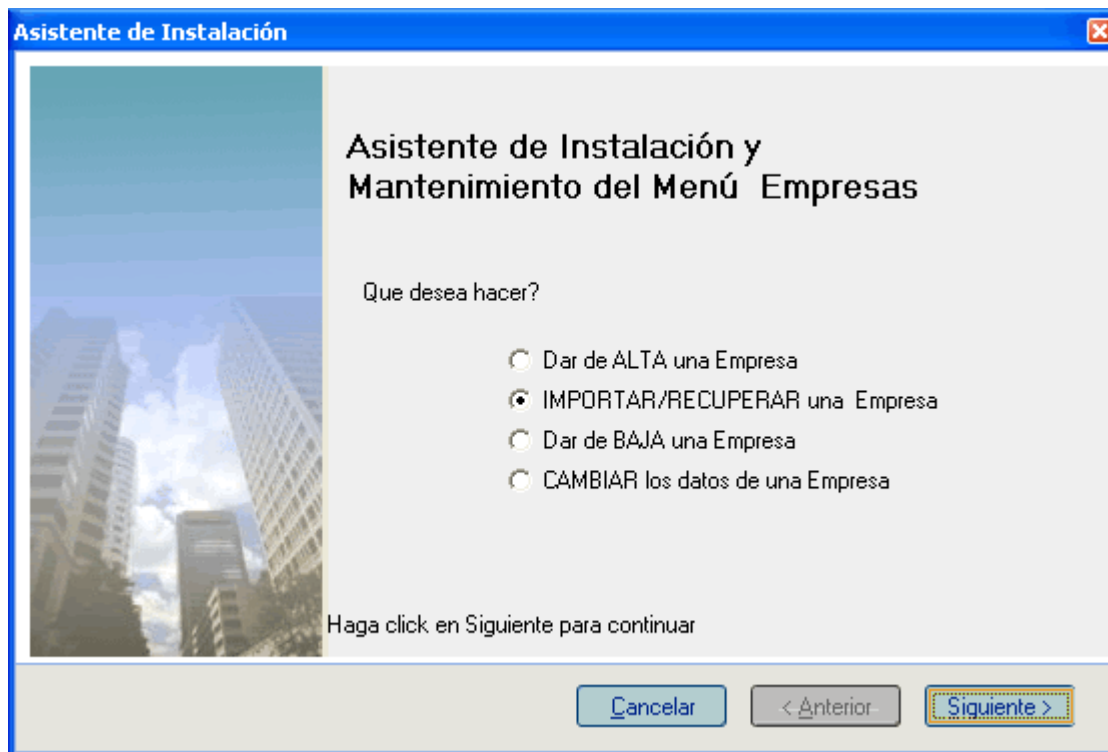 Asistente de Instalación
Asistente de Instalación y
Mantenimiento del Menú Empresas
Que desea hacer?
Dar de ALTA una Empresa
IMPORTAR/RECUPERAR una Empresa
Dar de BAJA una Empresa
CAMBIAR los datos de una Empresa
Haga click en Siguiente para continuar
Cancelar
< Anterior
Siguiente >